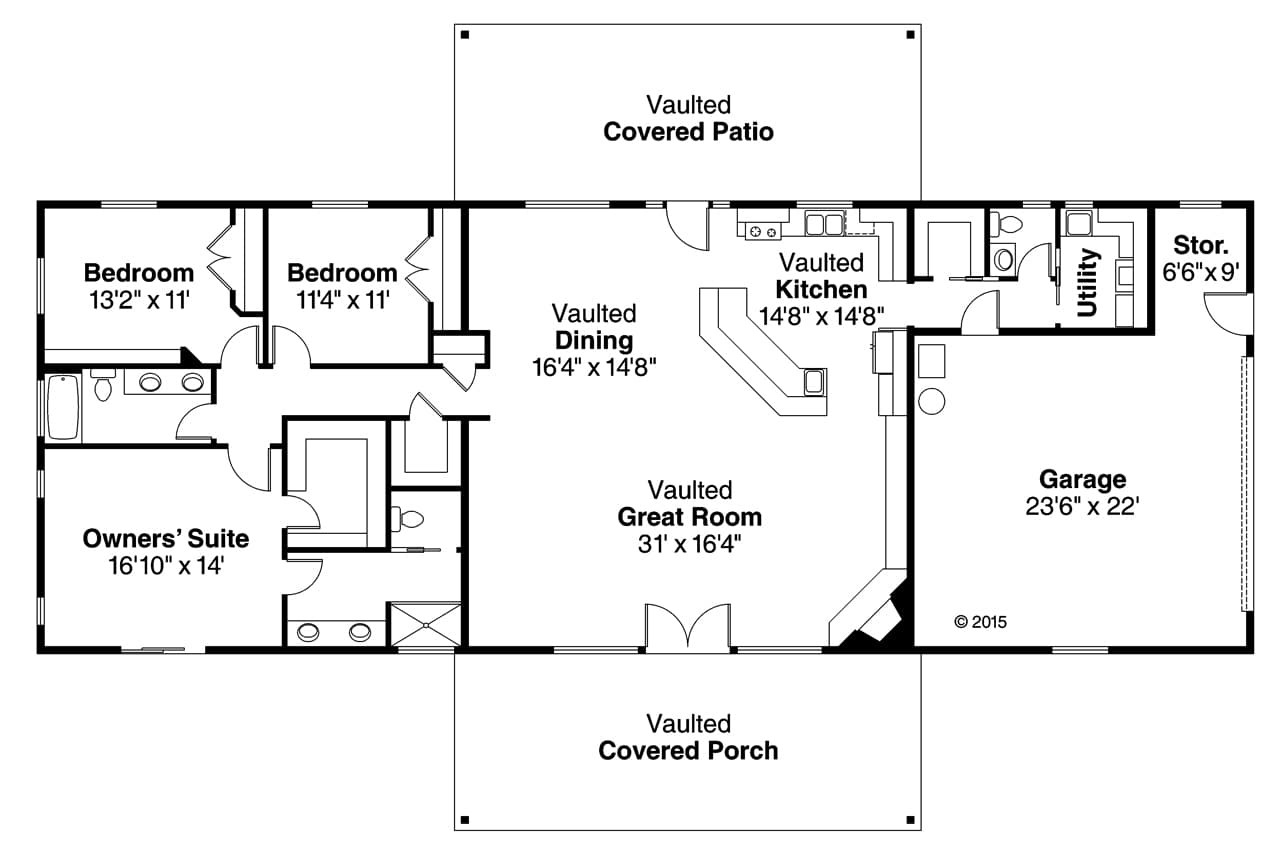 Vaulted
Covered Patio
Bedroom
13'2" x 11'
Bedroom
11'4" x 11'
Vaulted
Dining
16'4" x 14'8"
Vaulted
Kitchen
14'8" x 14'8"
Utility
Stor.
6'6" x 9'
Owners’ Suite
16'10" x 14'
Vaulted
Great Room
31' x 16'4"
Garage
23'6" x 22'
© 2015
Vaulted
Covered Porch